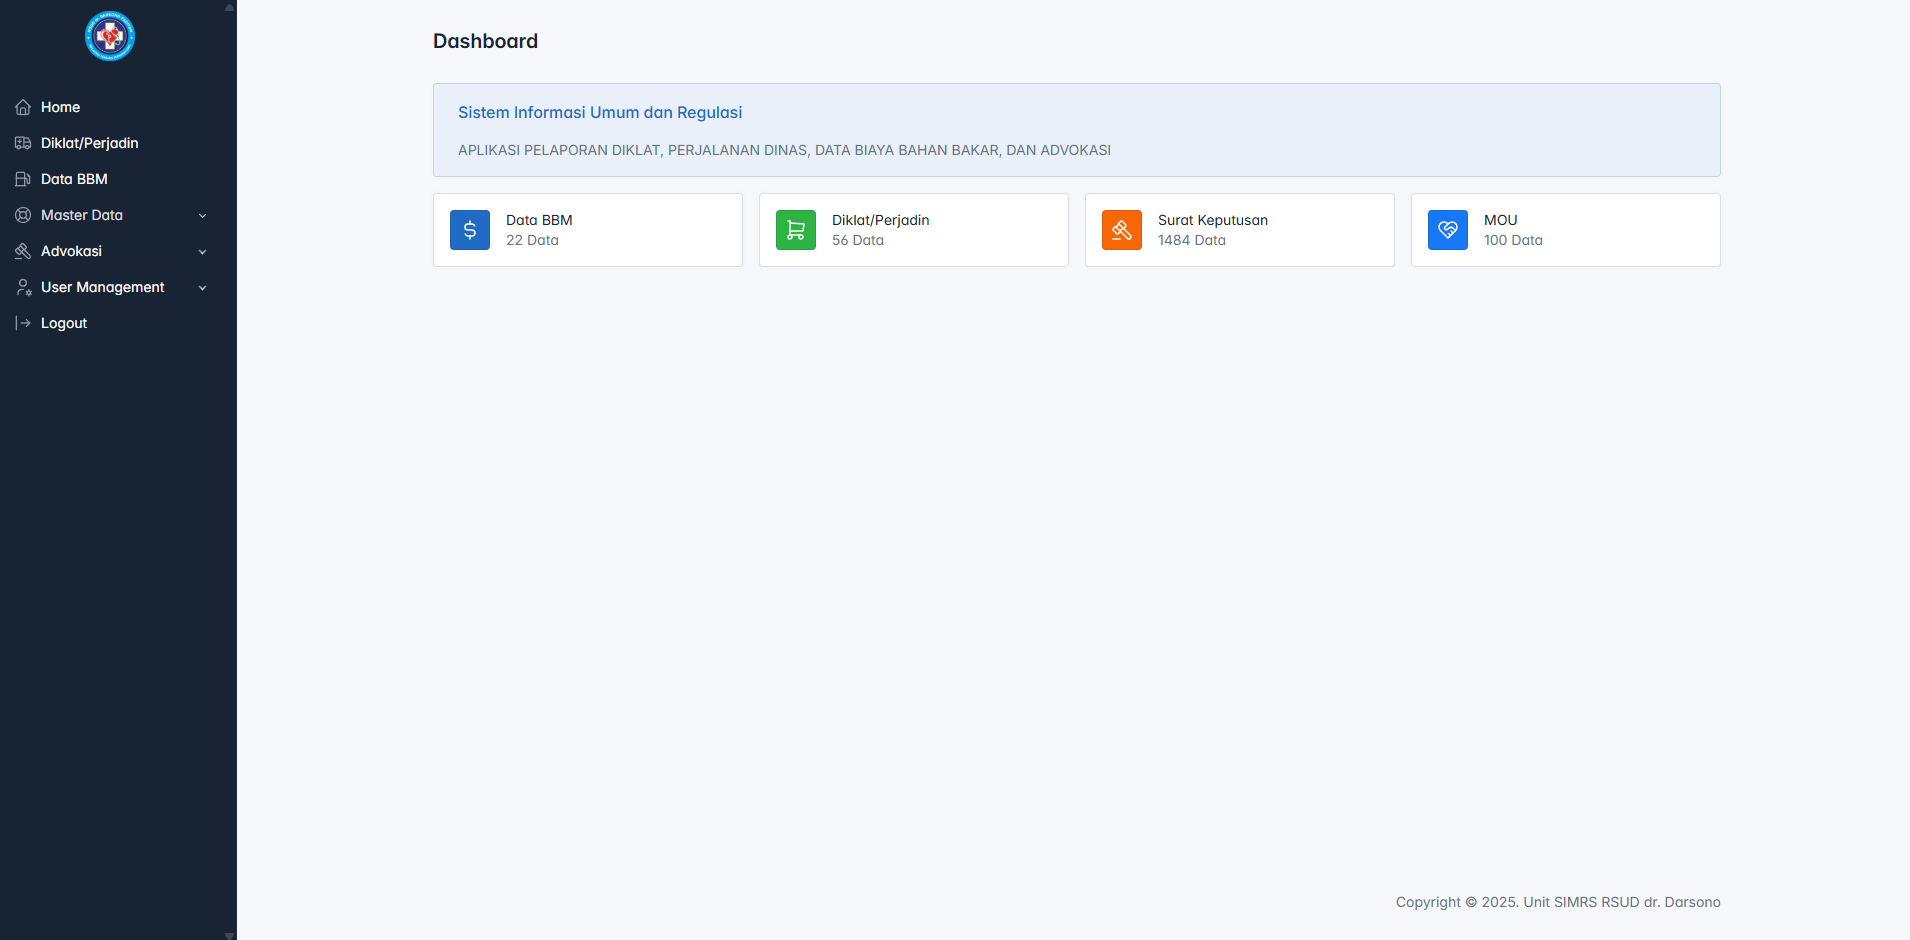 Home
Diklat/Perjadin
Data BBM
Master Data
Advokasi
User Management
Logout
Dashboard
Sistem Informasi Umum dan Regulasi
APLIKASI PELAPORAN DIKLAT, PERJALANAN DINAS, DATA BIAYA BAHAN BAKAR, DAN ADVOKASI
Data BBM
22 Data
Diklat/Perjadin
56 Data
Surat Keputusan
1484 Data
MOU
100 Data
Copyright © 2025. Unit SIMRS RSUD dr. Darsono